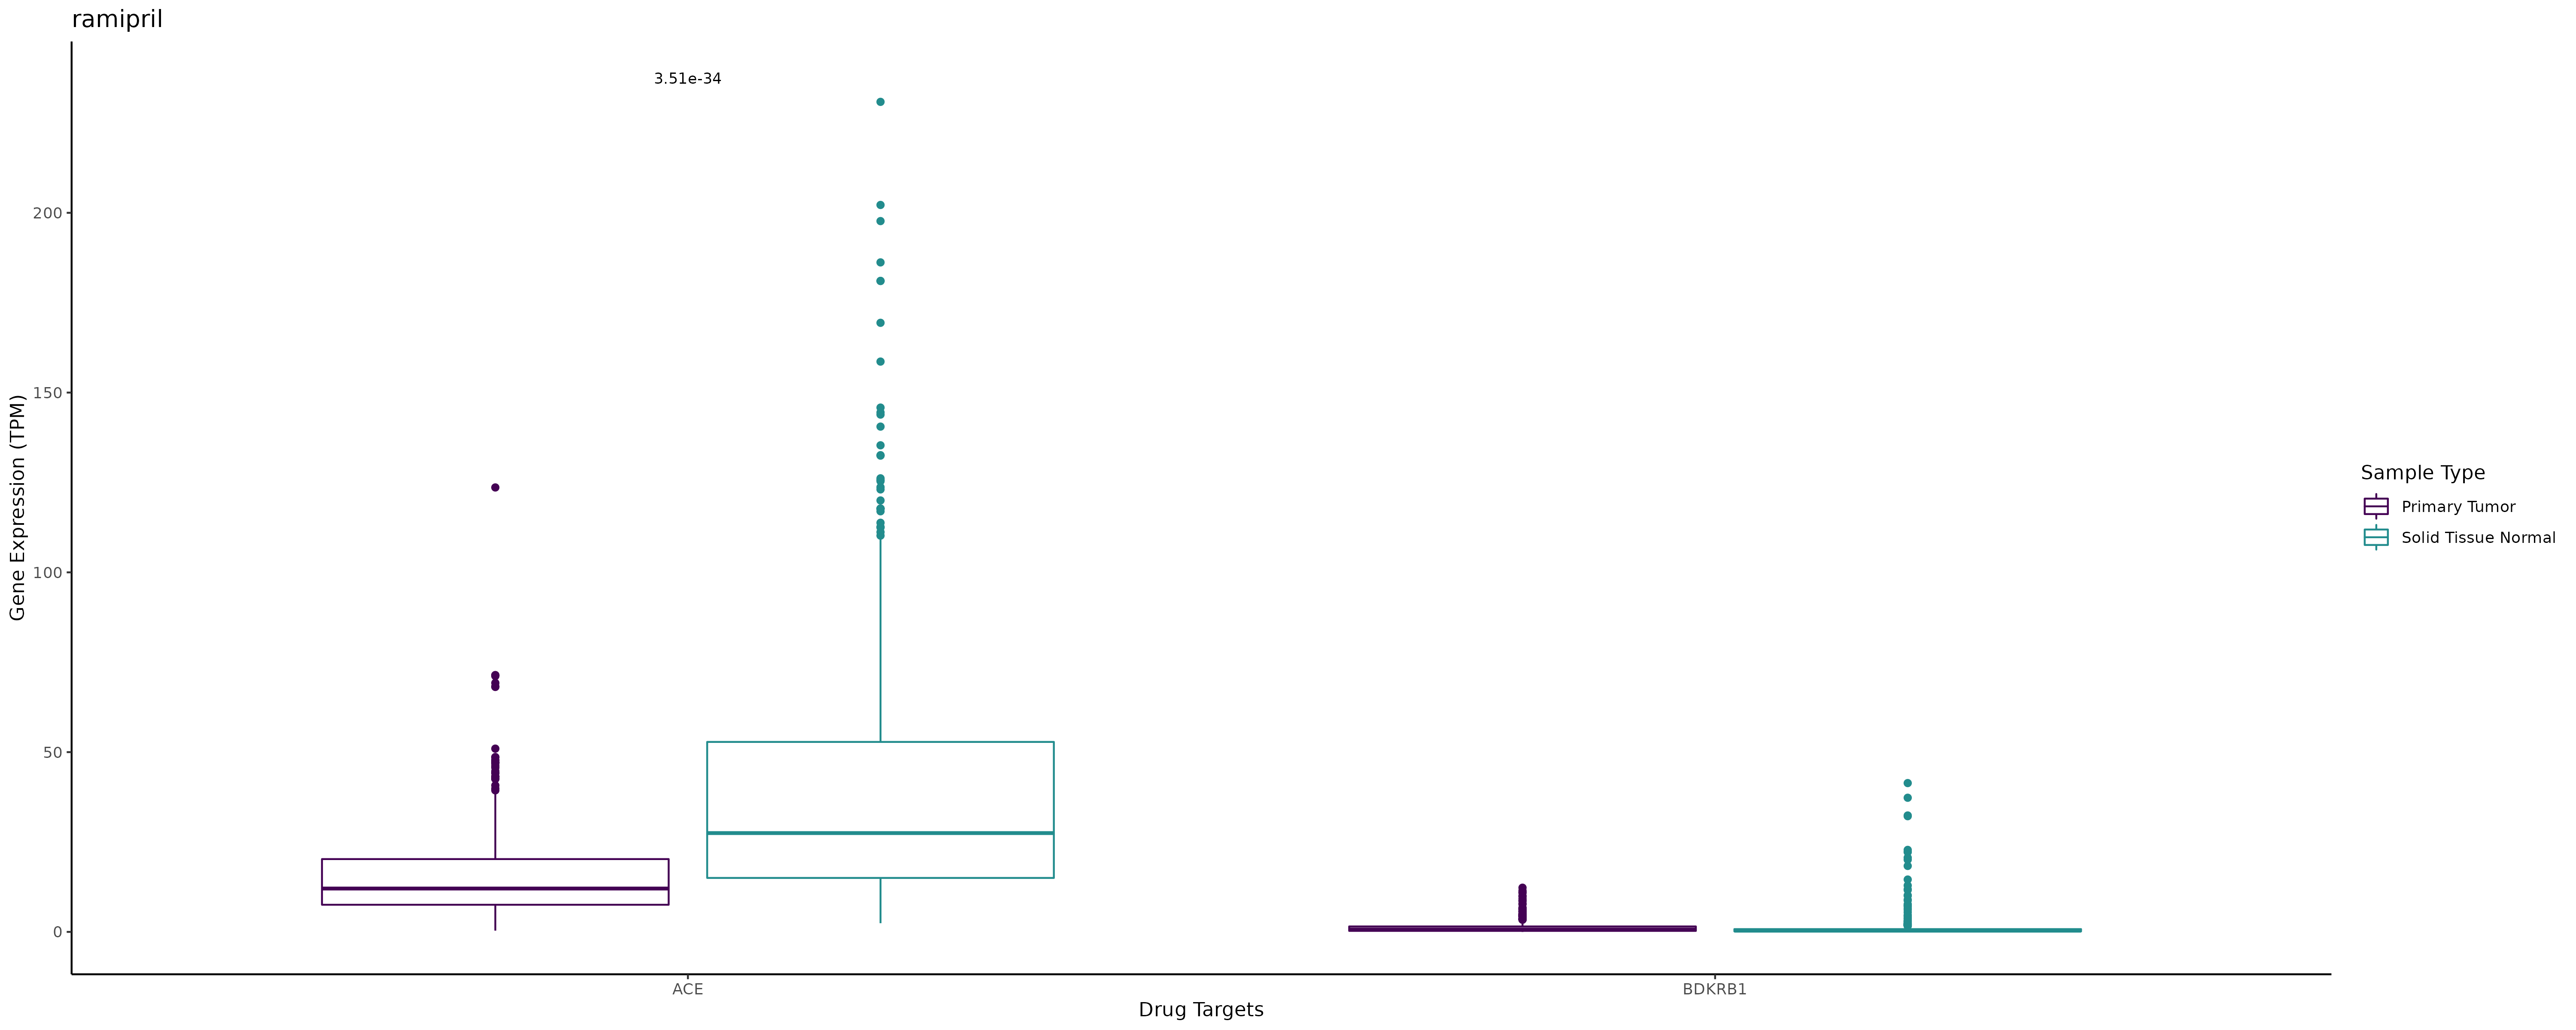 ramipril
3.51e-34
200
150
100
50
0
Gene Expression (TPM)
ACE
BDKRB1
Drug Targets
Sample Type
Primary Tumor
Solid Tissue Normal